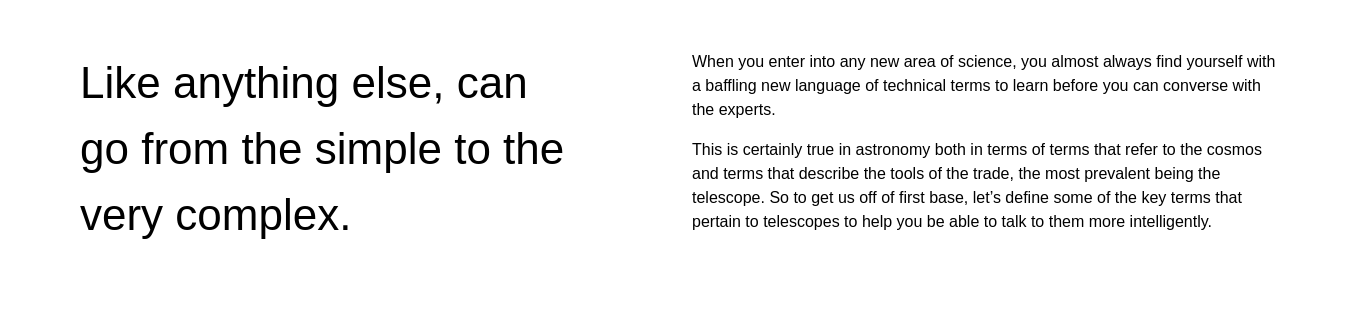 Like anything else, can
go from the simple to the
very complex.
When you enter into any new area of science, you almost always find yourself with
a baffling new language of technical terms to learn before you can converse with
the experts.
This is certainly true in astronomy both in terms of terms that refer to the cosmos
and terms that describe the tools of the trade, the most prevalent being the
telescope. So to get us off of first base, let’s define some of the key terms that
pertain to telescopes to help you be able to talk to them more intelligently.